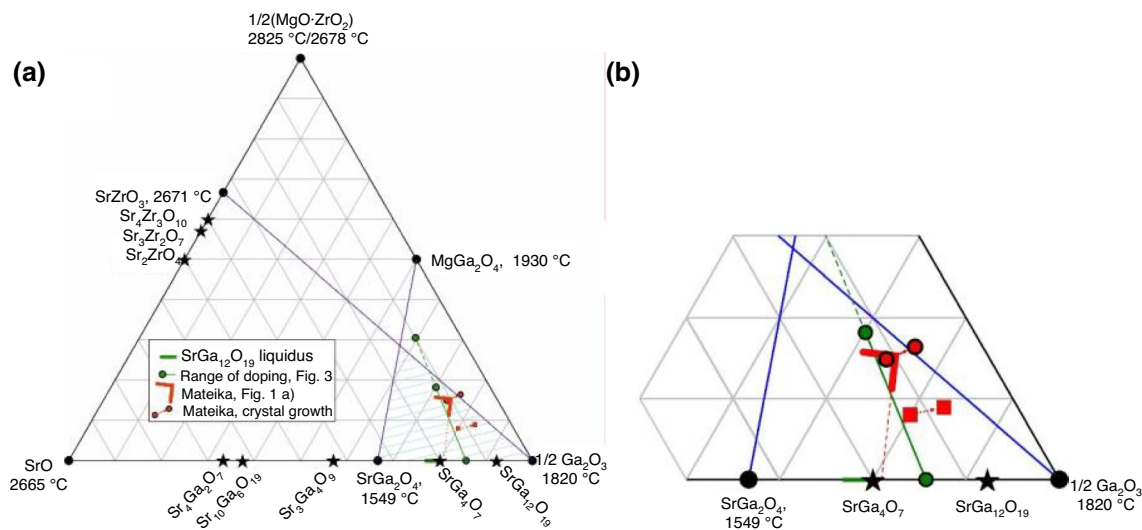 1/2(MgO·ZrO₂)
2825 °C/2678 °C
(a)
(b)
SrZrO₃, 2671 °C
Sr₄Zr₃O₁₀
Sr₃Zr₂O₇
Sr₂ZrO₄
MgGa₂O₄, 1930 °C
SrGa₁₂O₁₉ liquidus
Range of doping, Fig. 3
Mateika, Fig. 1 a)
Mateika, crystal growth
SrO
2665 °C
Sr₄Ga₂O₇
Sr₁₀Ga₆O₁₉
Sr₃Ga₄O₉
SrGa₂O₄,
1549 °C
SrGa₄O₇
SrGa₁₂O₁₉
1/2 Ga₂O₃
1820 °C
SrGa₂O₄,
1549 °C
SrGa₄O₇
SrGa₁₂O₁₉
1/2 Ga₂O₃
1820 °C